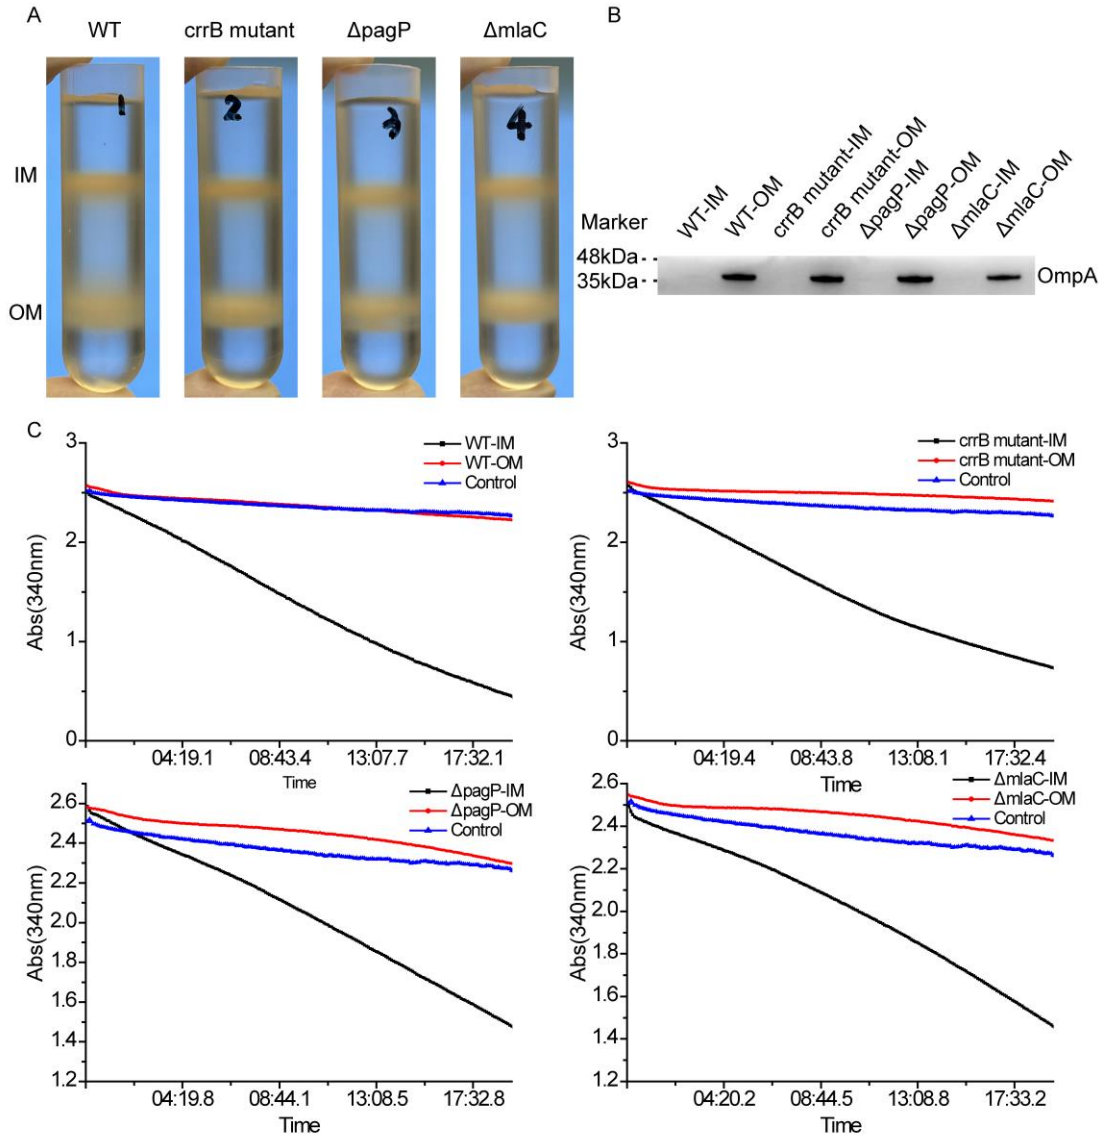 A
WT
crrB mutant
ΔpagP
ΔmlaC
1
2
3
4
IM
OM
B
Marker
WT-IM
WT-OM
crrB mutant-IM
crrB mutant-OM
ΔpagP-IM
ΔpagP-OM
ΔmlaC-IM
ΔmlaC-OM
48kDa
35kDa
OmpA
C
3
2
1
0
Abs(340nm)
WT-IM
WT-OM
Control
04:19.1 08:43.4 13:07.7 17:32.1
Time
3
2
1
0
Abs(340nm)
crrB mutant-IM
crrB mutant-OM
Control
04:19.4 08:43.8 13:08.1 17:32.4
Time
2.6
2.4
2.2
2.0
1.8
1.6
1.4
1.2
Abs(340nm)
ΔpagP-IM
ΔpagP-OM
Control
04:19.8 08:44.1 13:08.5 17:32.8
Time
2.6
2.4
2.2
2.0
1.8
1.6
1.4
1.2
Abs(340nm)
ΔmlaC-IM
ΔmlaC-OM
Control
04:20.2 08:44.5 13:08.8 17:33.2
Time